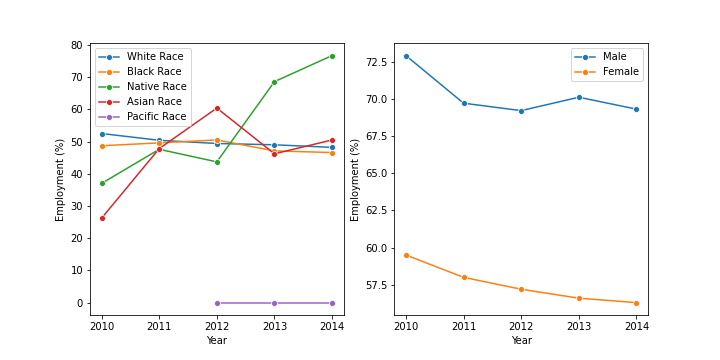 80
70
60
50
40
30
20
10
0
Employment (%)
White Race
Black Race
Native Race
Asian Race
Pacific Race
2010 2011 2012 2013 2014
Year
72.5
70.0
67.5
65.0
62.5
60.0
57.5
Employment (%)
Male
Female
2010 2011 2012 2013 2014
Year